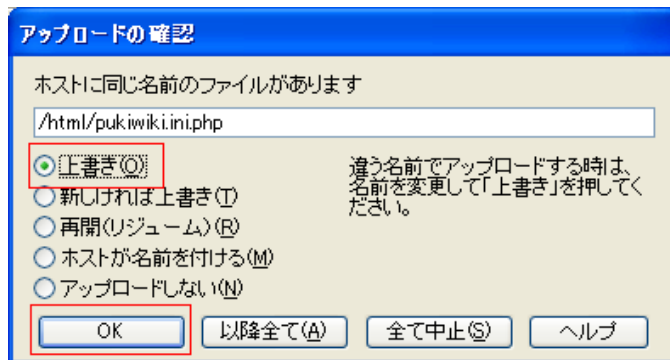 アップロードの確認
ホストに同じ名前のファイルがあります
/html/pukiwiki.ini.php
上書き(O)
新しければ上書き(T)
再開(リジューム)(R)
ホストが名前を付ける(M)
アップロードしない(N)
違う名前でアップロードする時は、
名前を変更して「上書き」を押してく
ださい。
OK
以降全て(A)
全て中止(S)
ヘルプ